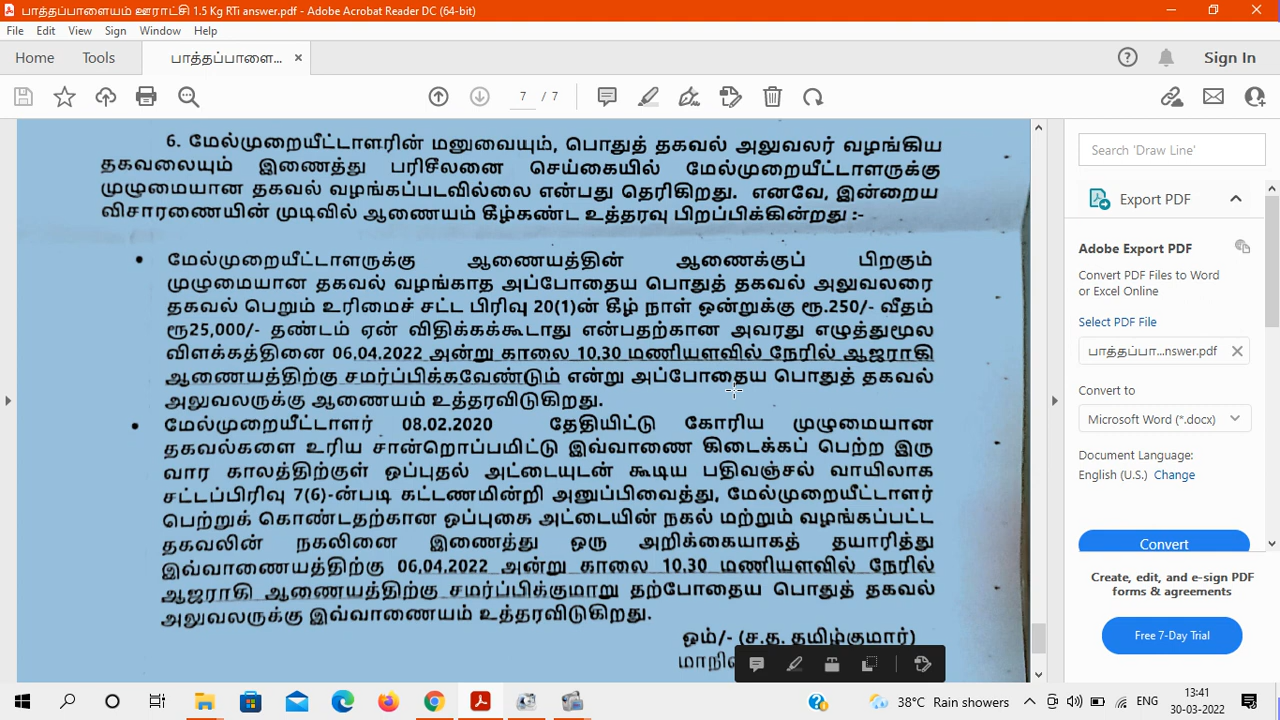 பாத்தப்பாளையம் ஊராட்சி 1.5 Kg RTi answer.pdf - Adobe Acrobat Reader DC (64-bit)
File Edit View Sign Window Help
Home Tools பாத்தப்பாளை... × Sign In
7 / 7
6. மேல்முறையீட்டாளரின் மனுவையும், பொதுத் தகவல் அலுவலர் வழங்கிய
தகவலையும் இணைத்து பரிசீலனை செய்கையில் மேல்முறையீட்டாளருக்கு
முழுமையான தகவல் வழங்கப்படவில்லை என்பது தெரிகிறது. எனவே, இன்றைய
விசாரணையின் முடிவில் ஆணையம் கீழ்கண்ட உத்தரவு பிறப்பிக்கின்றது :-
• மேல்முறையீட்டாளருக்கு ஆணையத்தின் ஆணைக்குப் பிறகும்
முழுமையான தகவல் வழங்காத அப்போதைய பொதுத் தகவல் அலுவலரை
தகவல் பெறும் உரிமைச் சட்ட பிரிவு 20(1)ன் கீழ் நாள் ஒன்றுக்கு ரூ.250/- வீதம்
ரூ25,000/- தண்டம் ஏன் விதிக்கக்கூடாது என்பதற்கான அவரது எழுத்துமூல
விளக்கத்தினை 06.04.2022 அன்று காலை 10.30 மணியளவில் நேரில் ஆஜராகி
ஆணையத்திற்கு சமர்ப்பிக்கவேண்டும் என்று அப்போதைய பொதுத் தகவல்
அலுவலருக்கு ஆணையம் உத்தரவிடுகிறது.
• மேல்முறையீட்டாளர் 08.02.2020 தேதியிட்டு கோரிய முழுமையான
தகவல்களை உரிய சான்றொப்பமிட்டு இவ்வாணை கிடைக்கப் பெற்ற இரு
வார காலத்திற்குள் ஒப்புதல் அட்டையுடன் கூடிய பதிவஞ்சல் வாயிலாக
சட்டப்பிரிவு 7(6)-ன்படி கட்டணமின்றி அனுப்பிவைத்து, மேல்முறையீட்டாளர்
பெற்றுக் கொண்டதற்கான ஒப்புகை அட்டையின் நகல் மற்றும் வழங்கப்பட்ட
தகவலின் நகலினை இணைத்து ஒரு அறிக்கையாகத் தயாரித்து
இவ்வாணையத்திற்கு 06.04.2022 அன்று காலை 10.30 மணியளவில் நேரில்
ஆஜராகி ஆணையத்திற்கு சமர்ப்பிக்குமாறு தற்போதைய பொதுத் தகவல்
அலுவலருக்கு இவ்வாணையம் உத்தரவிடுகிறது.
ஒம்/- (ச.த. தமிழ்குமார்)
Search 'Draw Line'
Export PDF
Adobe Export PDF
Convert PDF Files to Word
or Excel Online
Select PDF File
பாத்தப்பா...nswer.pdf ×
Convert to
Microsoft Word (*.docx)
Document Language:
English (U.S.) Change
Convert
Create, edit, and e-sign PDF
forms & agreements
Free 7-Day Trial
38°C Rain showers ENG 13:41
30-03-2022